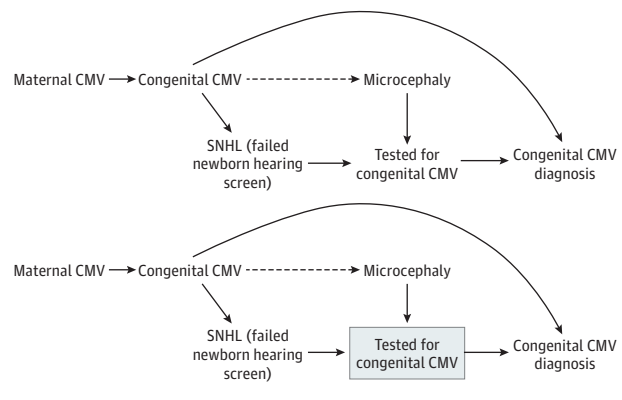 Maternal CMV
Congenital CMV
Microcephaly
SNHL (failed
newborn hearing
screen)
Tested for
congenital CMV
Congenital CMV
diagnosis
Maternal CMV
Congenital CMV
Microcephaly
SNHL (failed
newborn hearing
screen)
Tested for
congenital CMV
Congenital CMV
diagnosis